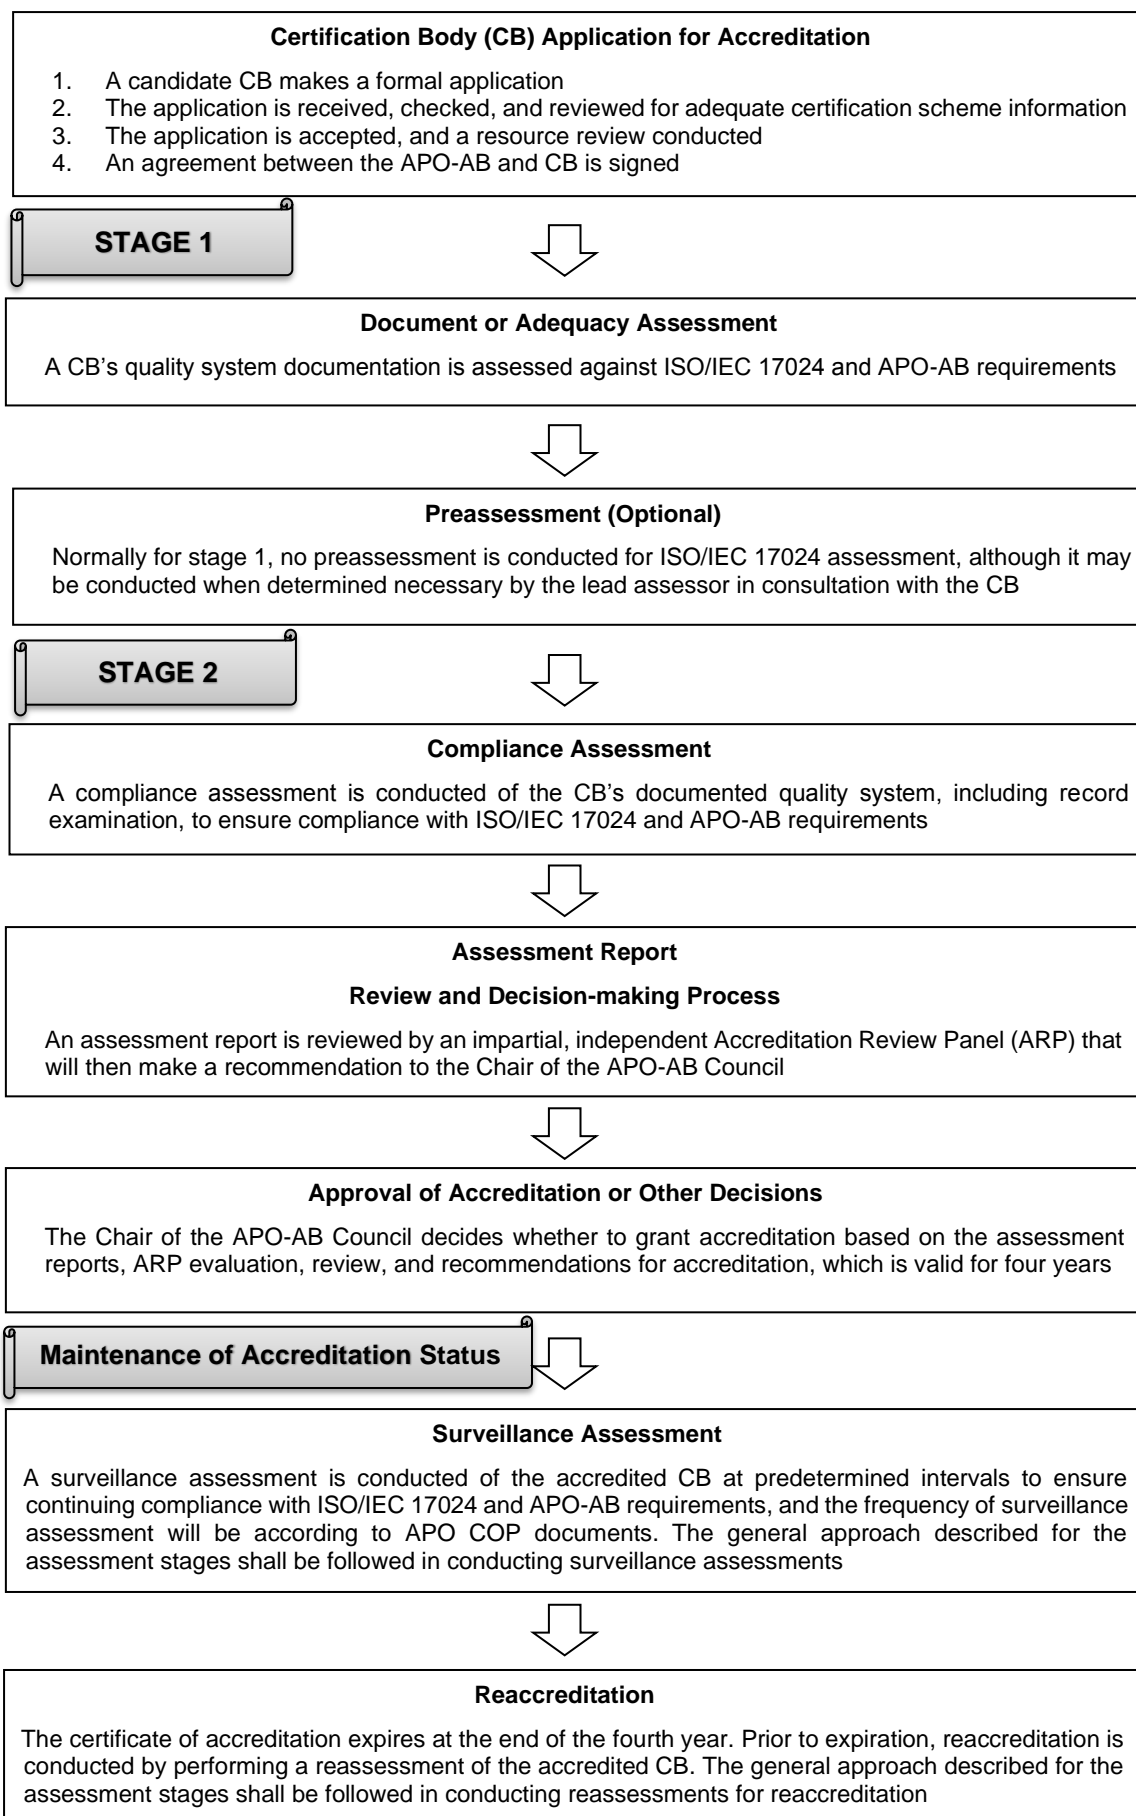 Certification Body (CB) Application for Accreditation
1. A candidate CB makes a formal application
2. The application is received, checked, and reviewed for adequate certification scheme information
3. The application is accepted, and a resource review conducted
4. An agreement between the APO-AB and CB is signed
STAGE 1
Document or Adequacy Assessment
A CB’s quality system documentation is assessed against ISO/IEC 17024 and APO-AB requirements
Preassessment (Optional)
Normally for stage 1, no preassessment is conducted for ISO/IEC 17024 assessment, although it may
be conducted when determined necessary by the lead assessor in consultation with the CB
STAGE 2
Compliance Assessment
A compliance assessment is conducted of the CB’s documented quality system, including record
examination, to ensure compliance with ISO/IEC 17024 and APO-AB requirements
Assessment Report
Review and Decision-making Process
An assessment report is reviewed by an impartial, independent Accreditation Review Panel (ARP) that
will then make a recommendation to the Chair of the APO-AB Council
Approval of Accreditation or Other Decisions
The Chair of the APO-AB Council decides whether to grant accreditation based on the assessment
reports, ARP evaluation, review, and recommendations for accreditation, which is valid for four years
Maintenance of Accreditation Status
Surveillance Assessment
A surveillance assessment is conducted of the accredited CB at predetermined intervals to ensure
continuing compliance with ISO/IEC 17024 and APO-AB requirements, and the frequency of surveillance
assessment will be according to APO COP documents. The general approach described for the
assessment stages shall be followed in conducting surveillance assessments
Reaccreditation
The certificate of accreditation expires at the end of the fourth year. Prior to expiration, reaccreditation is
conducted by performing a reassessment of the accredited CB. The general approach described for the
assessment stages shall be followed in conducting reassessments for reaccreditation